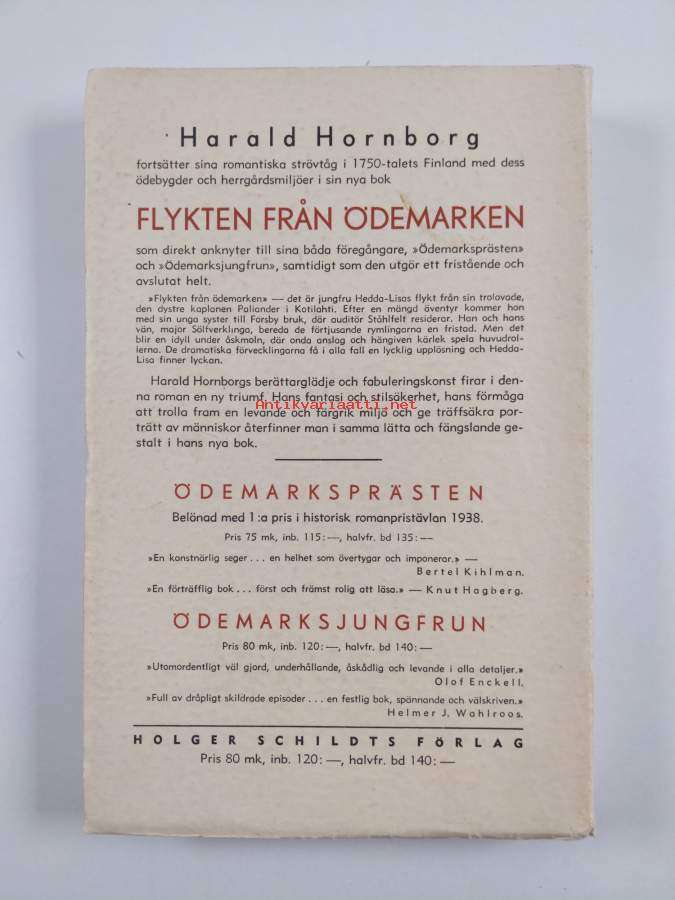 Harald Hornborg
fortsätter sina romantiska strövtåg i 1750-talets Finland med dess
ödebygder och herrgårdsmiljöer i sin nya bok
FLYKTEN FRÅN ÖDEMARKEN
som direkt anknyter till sina båda föregångare, »Ödemarksprästen»
och »Ödemarksjungfrun», samtidigt som den utgör ett fristående och
avslutat helt.
»Flykten från ödemarken» — det är jungfru Hedda-Lisas flykt från sin trolovade,
den dystre kaplanen Paliander i Kotilahti. Efter en mängd äventyr kommer hon
med sin unga syster till Forsby bruk, där auditör Ståhlfelt residerar. Han och hans
vän, major Sölfverklinga, bereda de förtjusande rymlingarna en fristad. Men det
blir en idyll under åskmoln, där onda anslag och hängiven kärlek spela huvudrol-
lerna. De dramatiska förvecklingarna få i alla fall en lycklig upplösning och Hedda-
Lisa finner lyckan.
Harald Hornborgs berättarglädje och fabuleringskonst firar i den-
na roman en ny triumf. Hans fantasi och stilsäkerhet, hans förmåga
Antikvariaatti.net
att trolla fram en levande och färgrik miljö och ge träffsäkra por-
trätt av människor återfinner man i samma lätta och fängslande ge-
stalt i hans nya bok.
ÖDEMARKSPRÄSTEN
Belönad med 1:a pris i historisk romanpristävlan 1938.
Pris 75 mk, inb. 115:—, halvfr. bd 135:—
»En konstnärlig seger . . . en helhet som övertygar och imponerar.» —
Bertel Kihlman.
»En förträfflig bok . . . först och främst rolig att läsa.» — Knut Hagberg.
ÖDEMARKSJUNGFRUN
Pris 80 mk, inb. 120:—, halvfr. bd 140:—
»Utomordentligt väl gjord, underhållande, åskådlig och levande i alla detaljer.»
Olof Enckell.
»Full av dråpligt skildrade episoder . . . en festlig bok, spännande och välskriven.»
Helmer J. Wahlroos.
HOLGER SCHILDTS FÖRLAG
Pris 80 mk, inb. 120:—, halvfr. bd 140:—